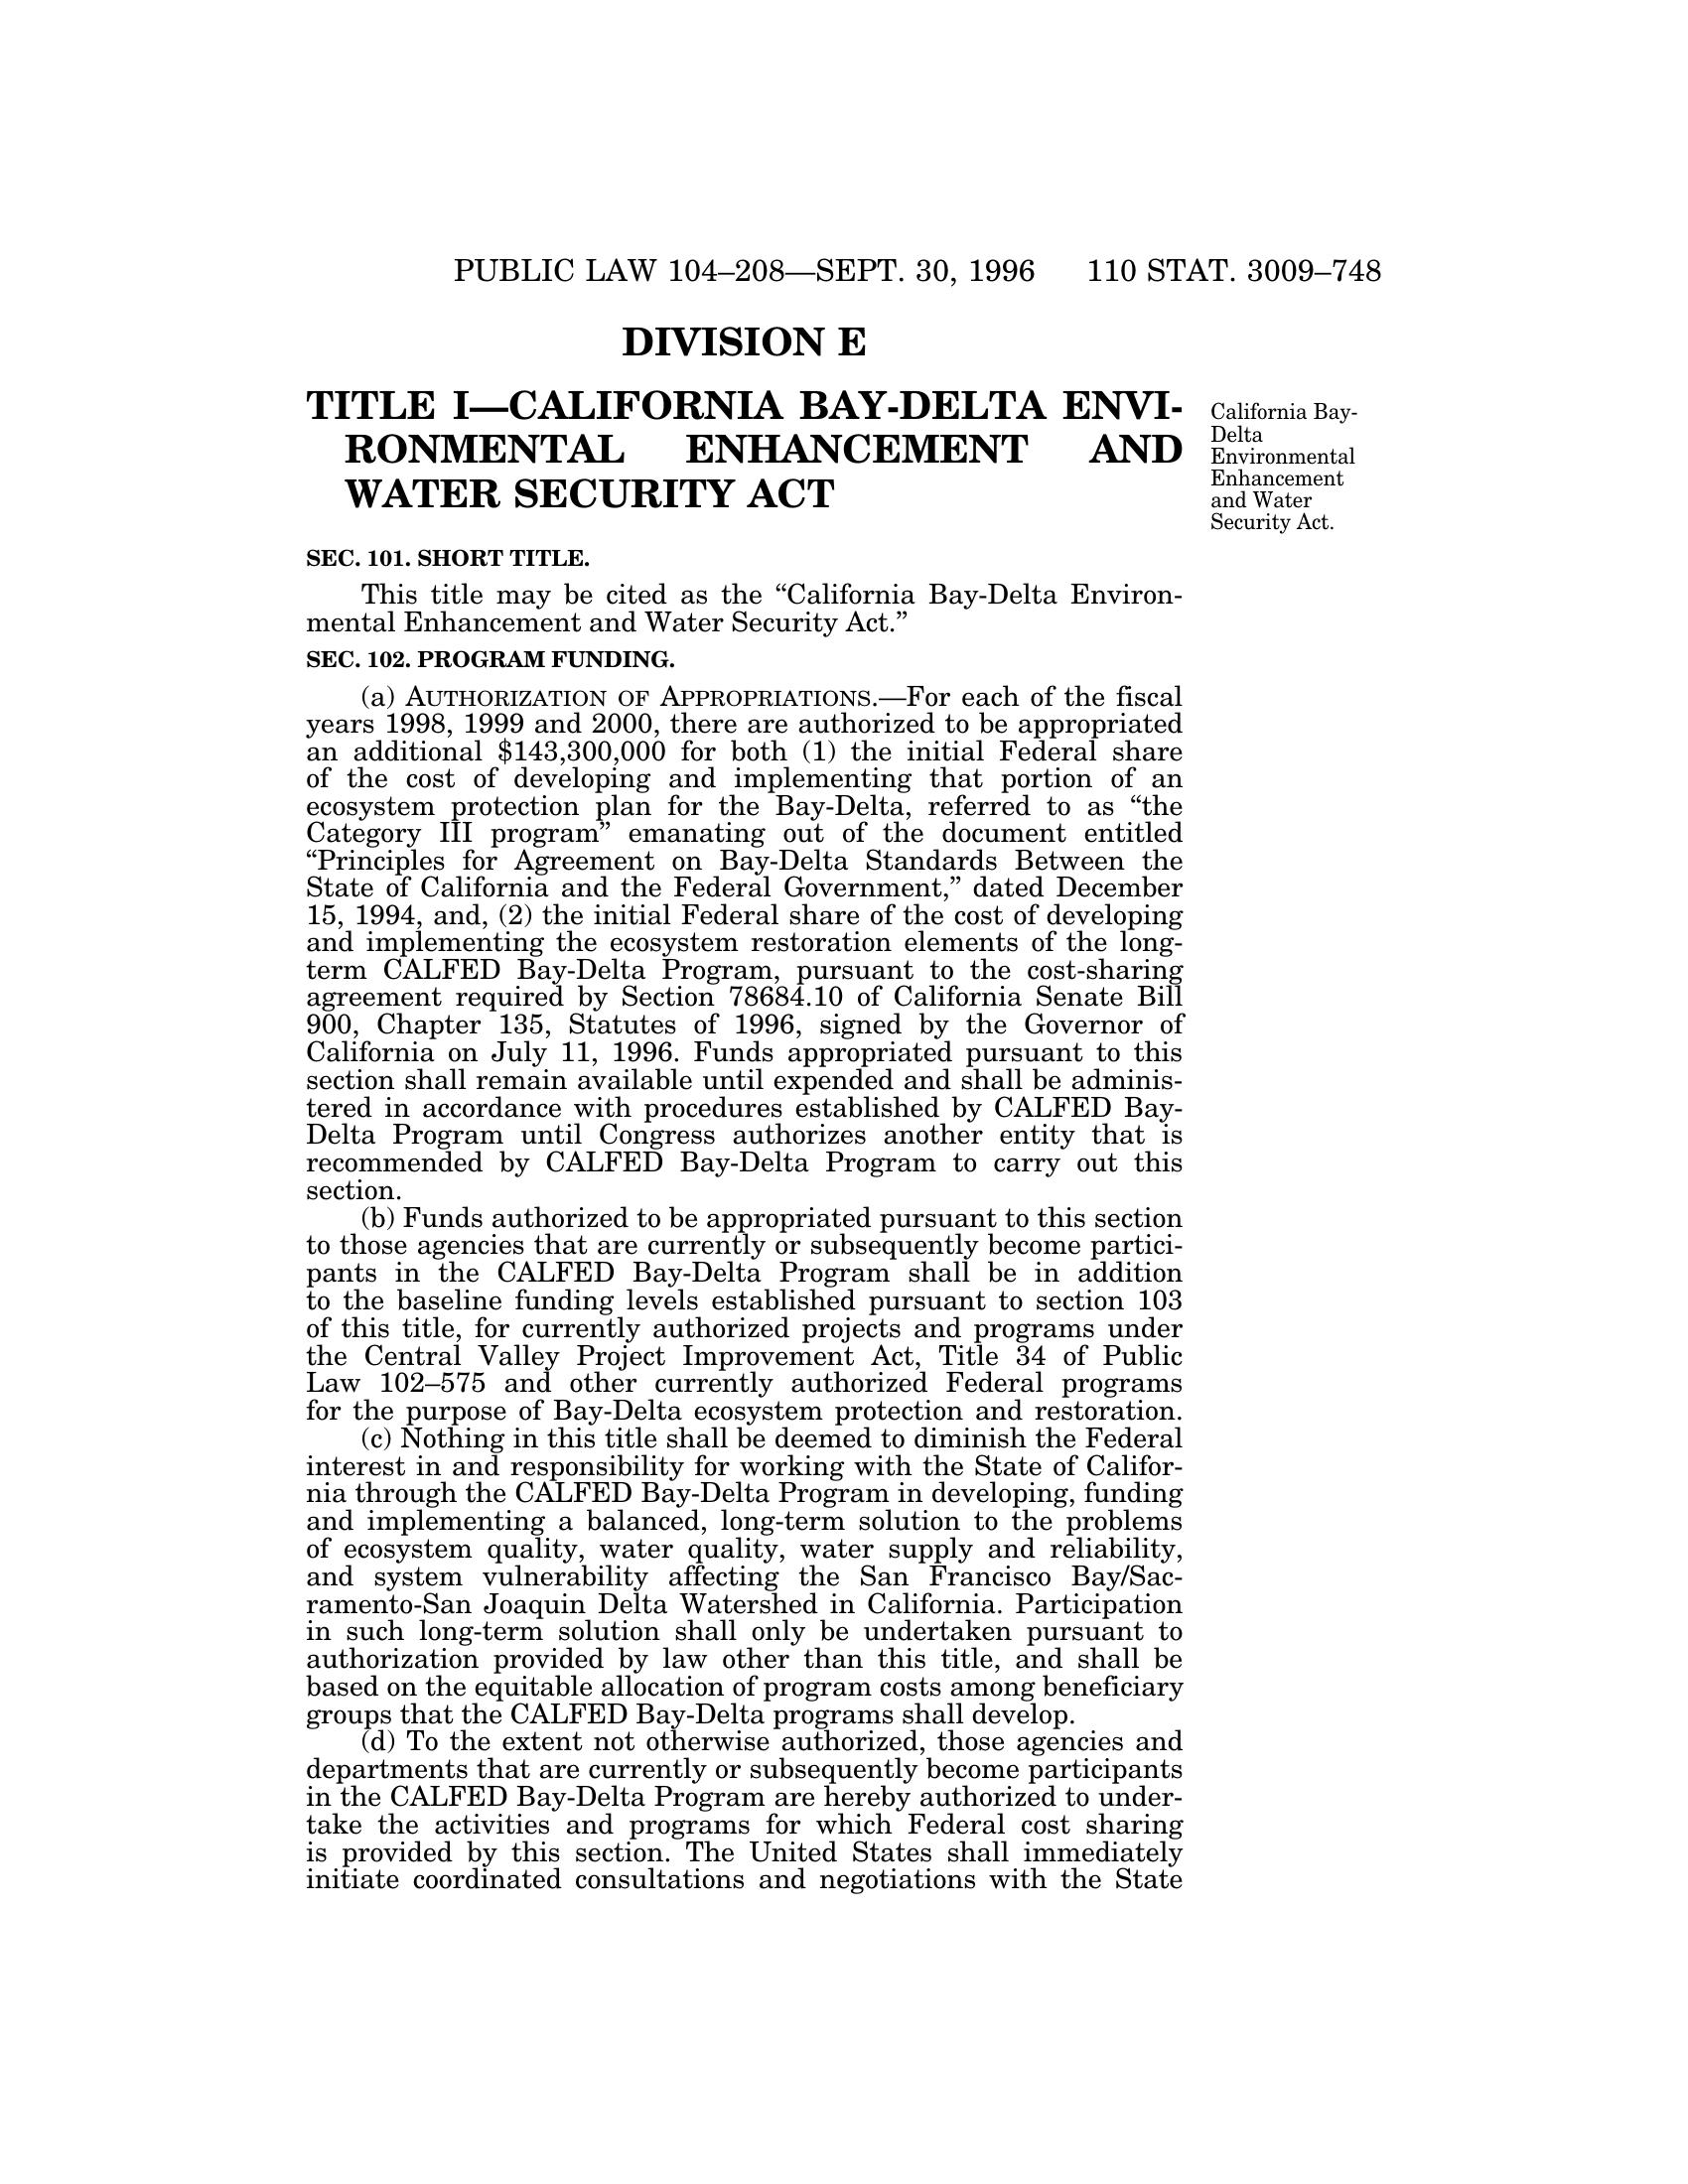 PUBLIC LAW 104–208—SEPT. 30, 1996 110 STAT. 3009–748
DIVISION E
TITLE I—CALIFORNIA BAY-DELTA ENVI-
RONMENTAL ENHANCEMENT AND
WATER SECURITY ACT
California Bay-
Delta
Environmental
Enhancement
and Water
Security Act.
SEC. 101. SHORT TITLE.
This title may be cited as the “California Bay-Delta Environ-
mental Enhancement and Water Security Act.”
SEC. 102. PROGRAM FUNDING.
(a) AUTHORIZATION OF APPROPRIATIONS.—For each of the fiscal
years 1998, 1999 and 2000, there are authorized to be appropriated
an additional $143,300,000 for both (1) the initial Federal share
of the cost of developing and implementing that portion of an
ecosystem protection plan for the Bay-Delta, referred to as “the
Category III program” emanating out of the document entitled
“Principles for Agreement on Bay-Delta Standards Between the
State of California and the Federal Government,” dated December
15, 1994, and, (2) the initial Federal share of the cost of developing
and implementing the ecosystem restoration elements of the long-
term CALFED Bay-Delta Program, pursuant to the cost-sharing
agreement required by Section 78684.10 of California Senate Bill
900, Chapter 135, Statutes of 1996, signed by the Governor of
California on July 11, 1996. Funds appropriated pursuant to this
section shall remain available until expended and shall be adminis-
tered in accordance with procedures established by CALFED Bay-
Delta Program until Congress authorizes another entity that is
recommended by CALFED Bay-Delta Program to carry out this
section.
(b) Funds authorized to be appropriated pursuant to this section
to those agencies that are currently or subsequently become partici-
pants in the CALFED Bay-Delta Program shall be in addition
to the baseline funding levels established pursuant to section 103
of this title, for currently authorized projects and programs under
the Central Valley Project Improvement Act, Title 34 of Public
Law 102–575 and other currently authorized Federal programs
for the purpose of Bay-Delta ecosystem protection and restoration.
(c) Nothing in this title shall be deemed to diminish the Federal
interest in and responsibility for working with the State of Califor-
nia through the CALFED Bay-Delta Program in developing, funding
and implementing a balanced, long-term solution to the problems
of ecosystem quality, water quality, water supply and reliability,
and system vulnerability affecting the San Francisco Bay/Sac-
ramento-San Joaquin Delta Watershed in California. Participation
in such long-term solution shall only be undertaken pursuant to
authorization provided by law other than this title, and shall be
based on the equitable allocation of program costs among beneficiary
groups that the CALFED Bay-Delta programs shall develop.
(d) To the extent not otherwise authorized, those agencies and
departments that are currently or subsequently become participants
in the CALFED Bay-Delta Program are hereby authorized to under-
take the activities and programs for which Federal cost sharing
is provided by this section. The United States shall immediately
initiate coordinated consultations and negotiations with the State